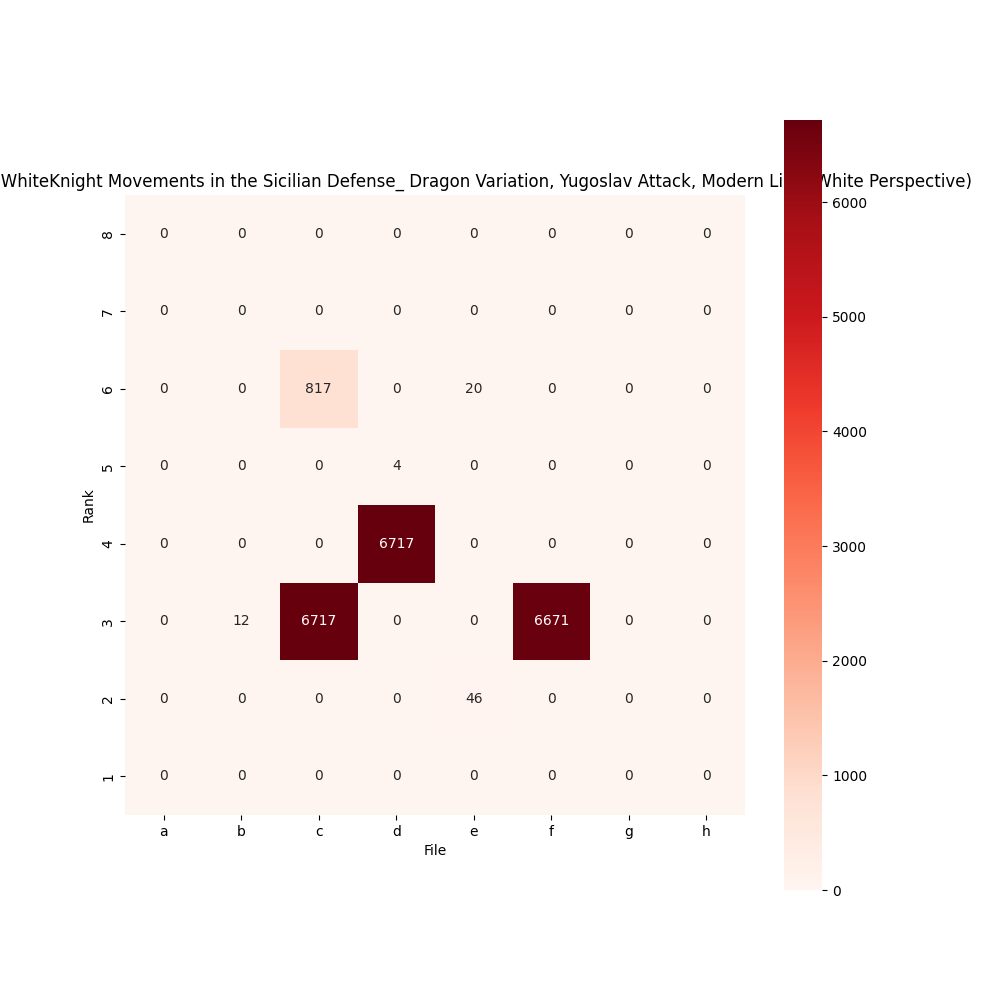 WhiteKnight Movements in the Sicilian Defense_ Dragon Variation, Yugoslav Attack, Modern Li White Perspective)
6000
8 0 0 0 0 0 0 0 0
7 0 0 0 0 0 0 0 0
5000
6 0 0 817 0 20 0 0 0
4000
5 0 0 0 4 0 0 0 0
Rank
4 0 0 0 6717 0 0 0 0
3000
3 0 12 6717 0 0 6671 0 0
2000
2 0 0 0 0 46 0 0 0
1000
1 0 0 0 0 0 0 0 0
a b c d e f g h
File
0